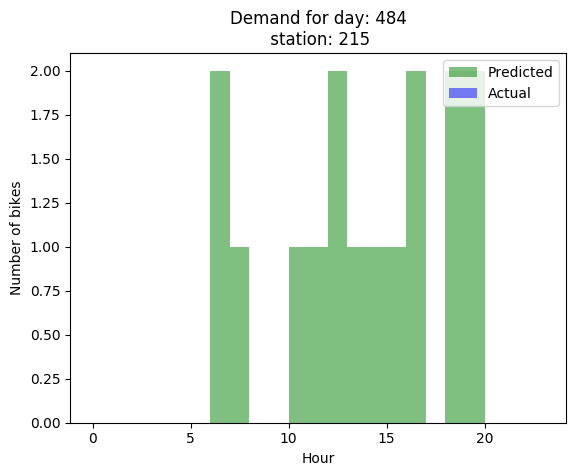 Demand for day: 484
station: 215
Predicted
Actual
2.00
1.75
1.50
1.25
1.00
0.75
0.50
0.25
0.00
Number of bikes
0 5 10 15 20
Hour